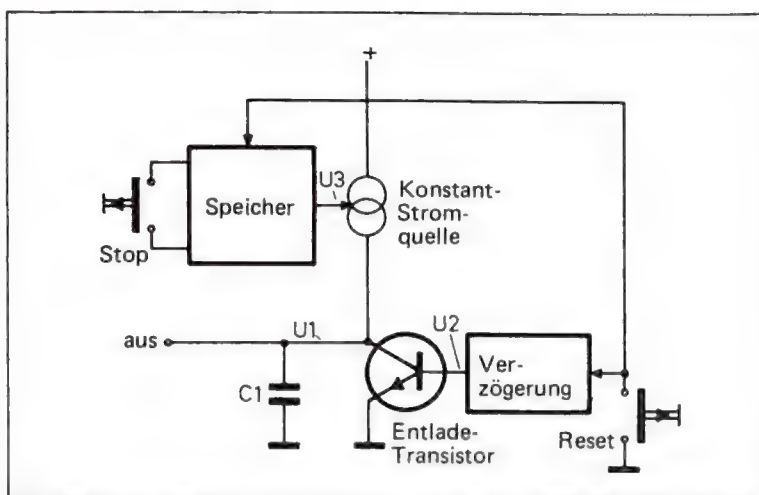 +
U3
Konstant-
Strom-
quelle
Speicher
Stop
aus
U1
U2
Ver-
zögerung
C1
Entlade-
Transistor
Reset